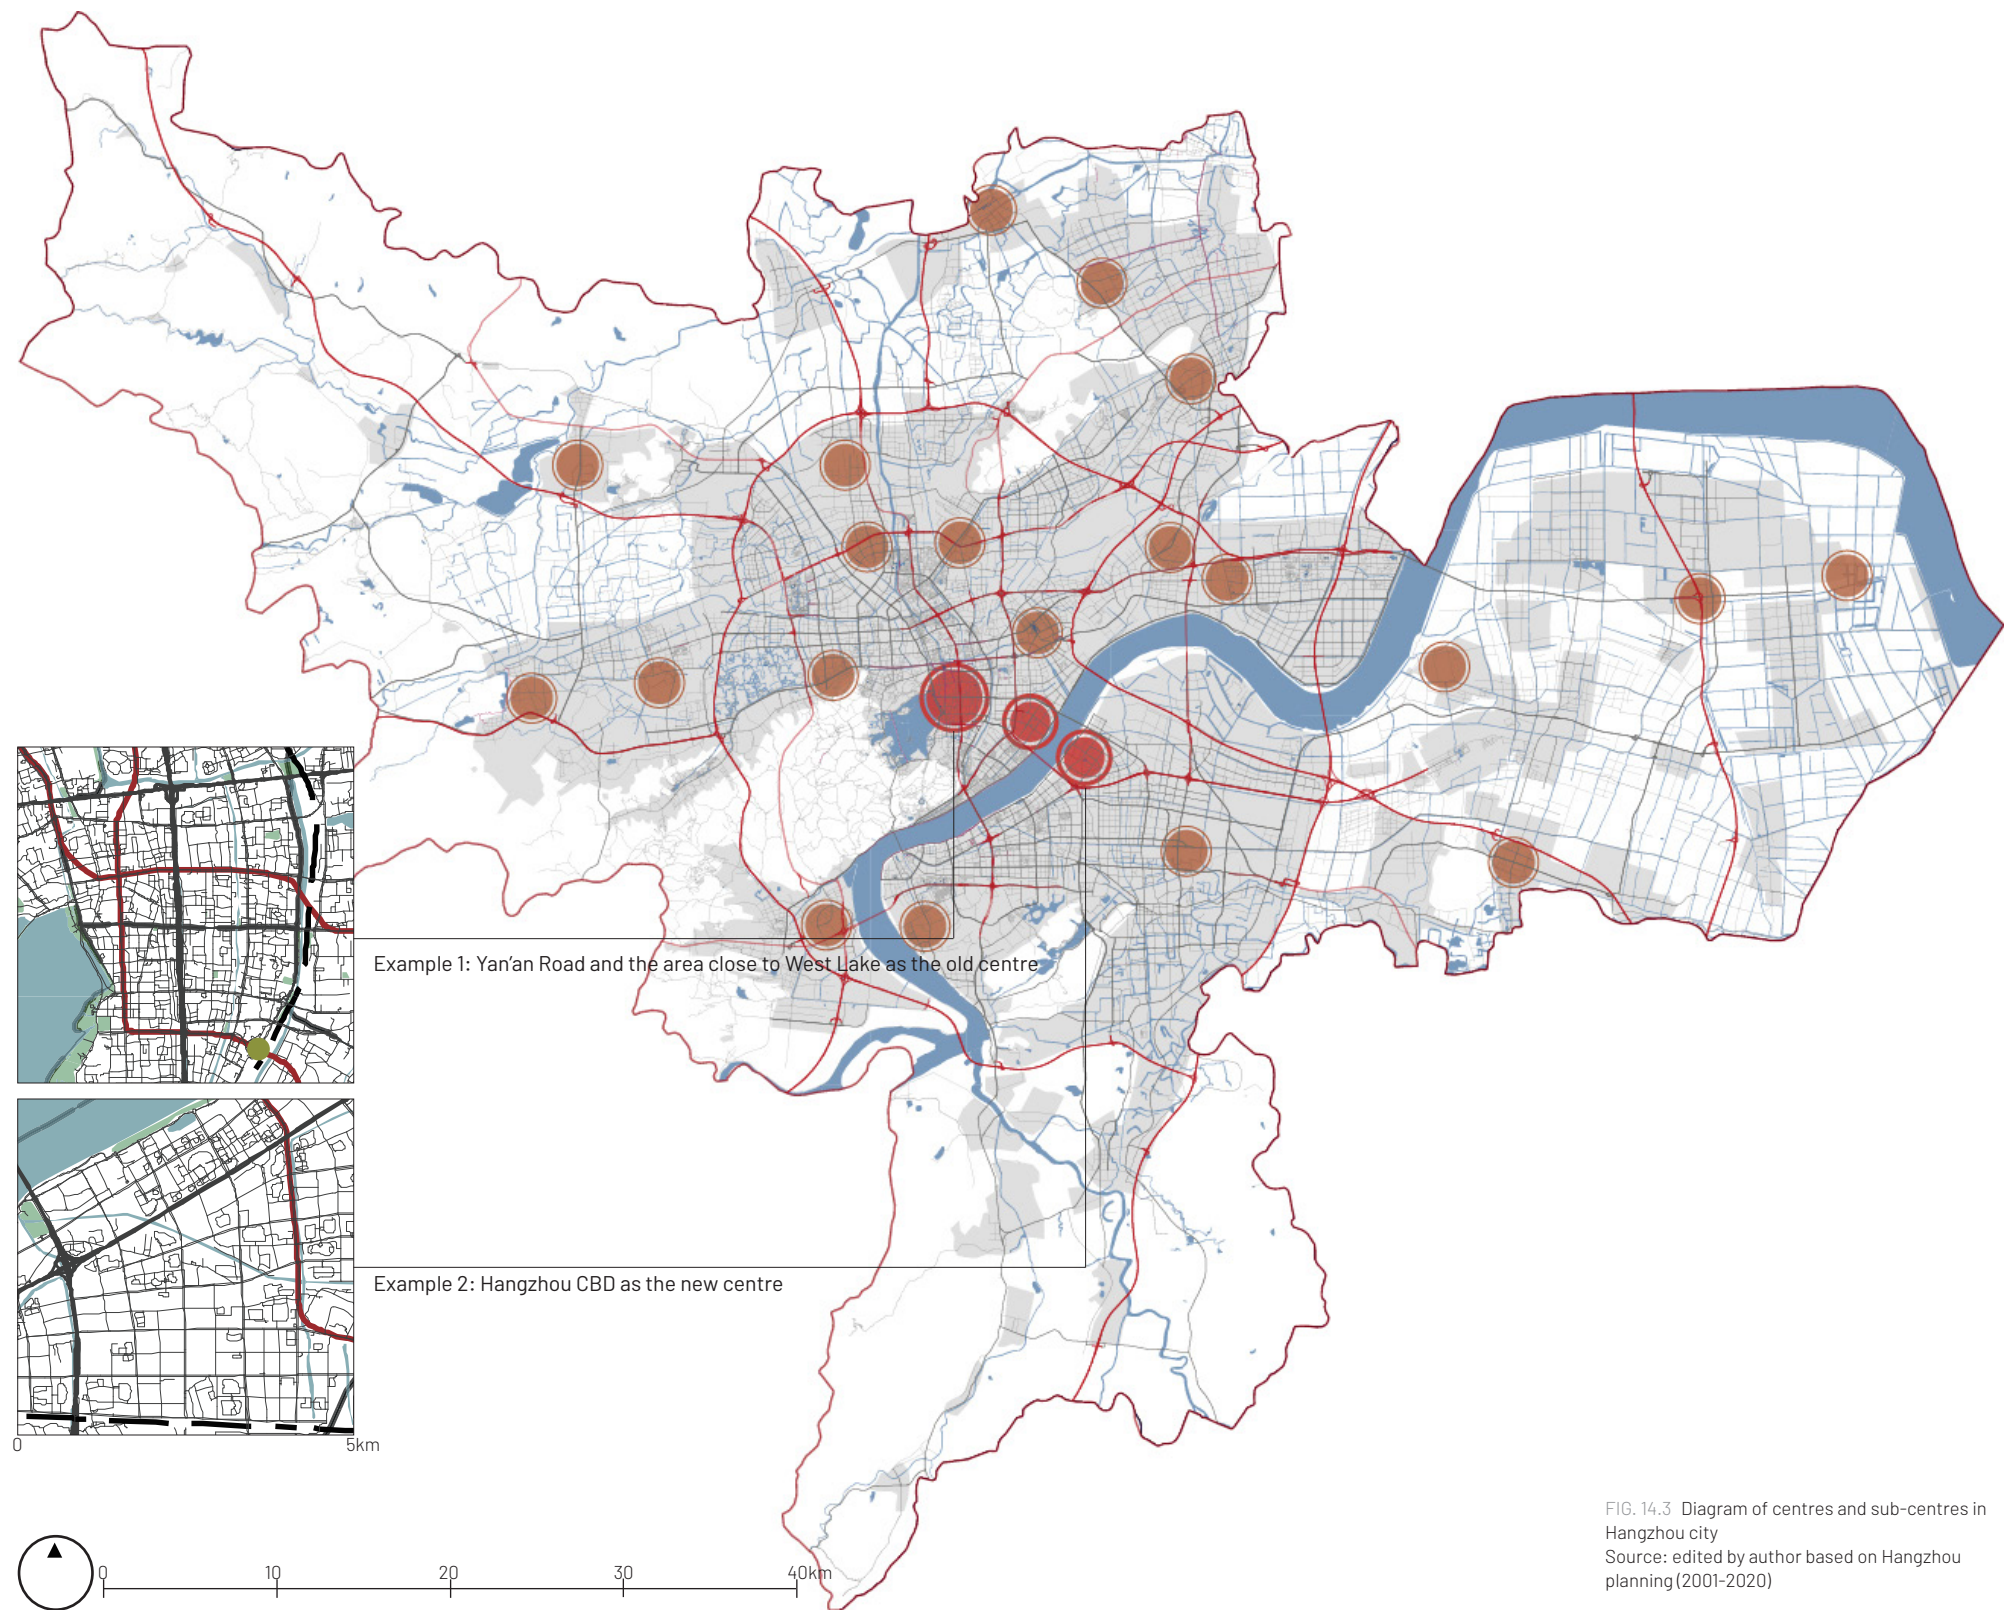 Example 1: Yan'an Road and the area close to West Lake as the old centre
Example 2: Hangzhou CBD as the new centre
0 5km
0 10 20 30 40km
FIG. 14.3 Diagram of centres and sub-centres in
Hangzhou city
Source: edited by author based on Hangzhou
planning (2001-2020)